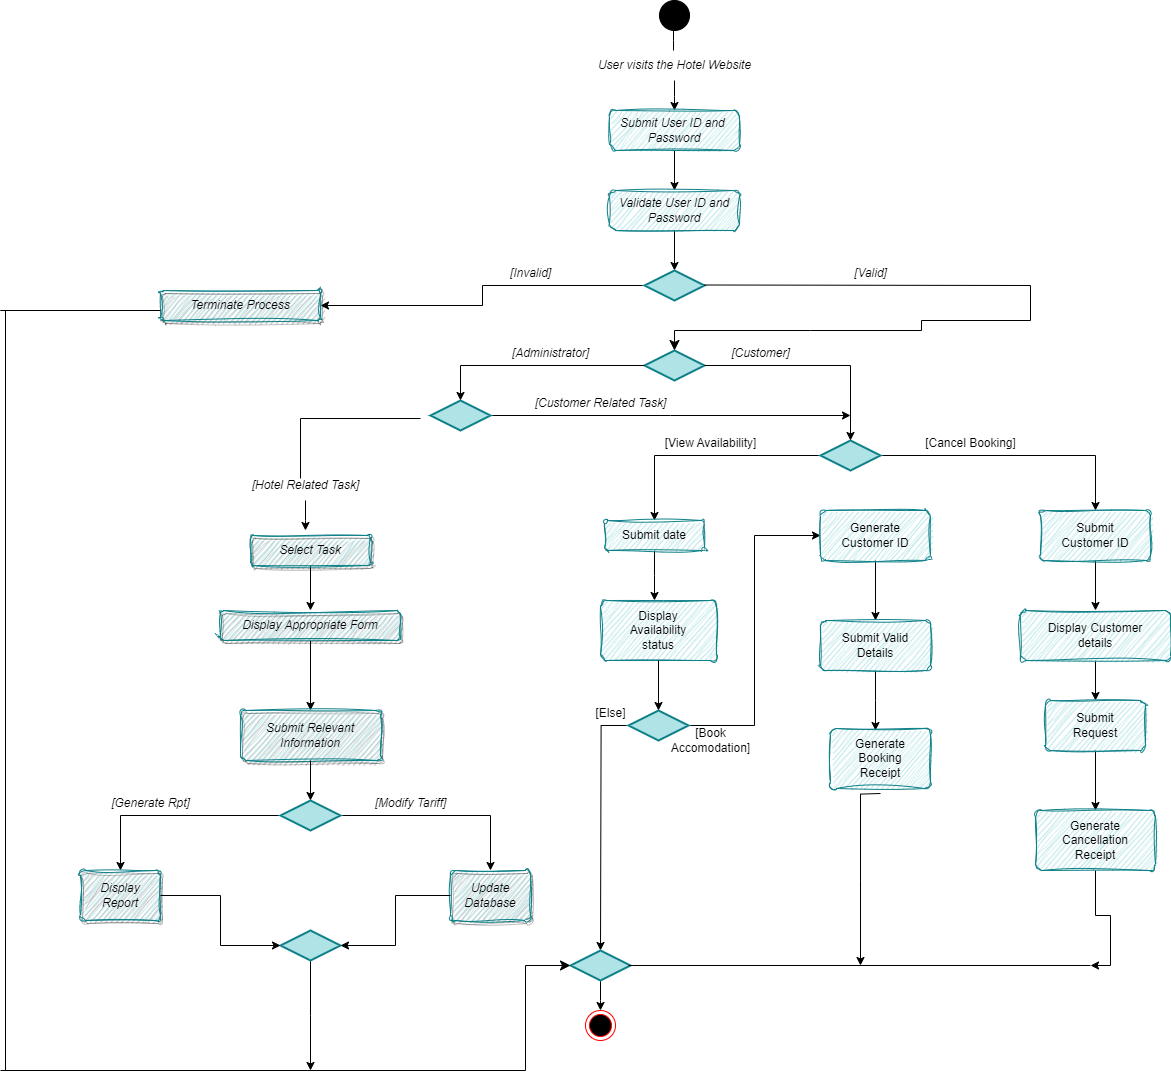 User visits the Hotel Website
Submit User ID and
Password
Validate User ID and
Password
[Invalid]
[Valid]
Terminate Process
[Administrator]
[Customer]
[Customer Related Task]
[View Availability]
[Cancel Booking]
[Hotel Related Task]
Select Task
Display Appropriate Form
Submit Relevant
Information
[Generate Rpt]
[Modify Tariff]
Display
Report
Update
Database
Submit date
Display
Availability
status
[Else]
[Book
Accomodation]
Generate
Customer ID
Submit Valid
Details
Generate
Booking
Receipt
Submit
Customer ID
Display Customer
details
Submit
Request
Generate
Cancellation
Receipt